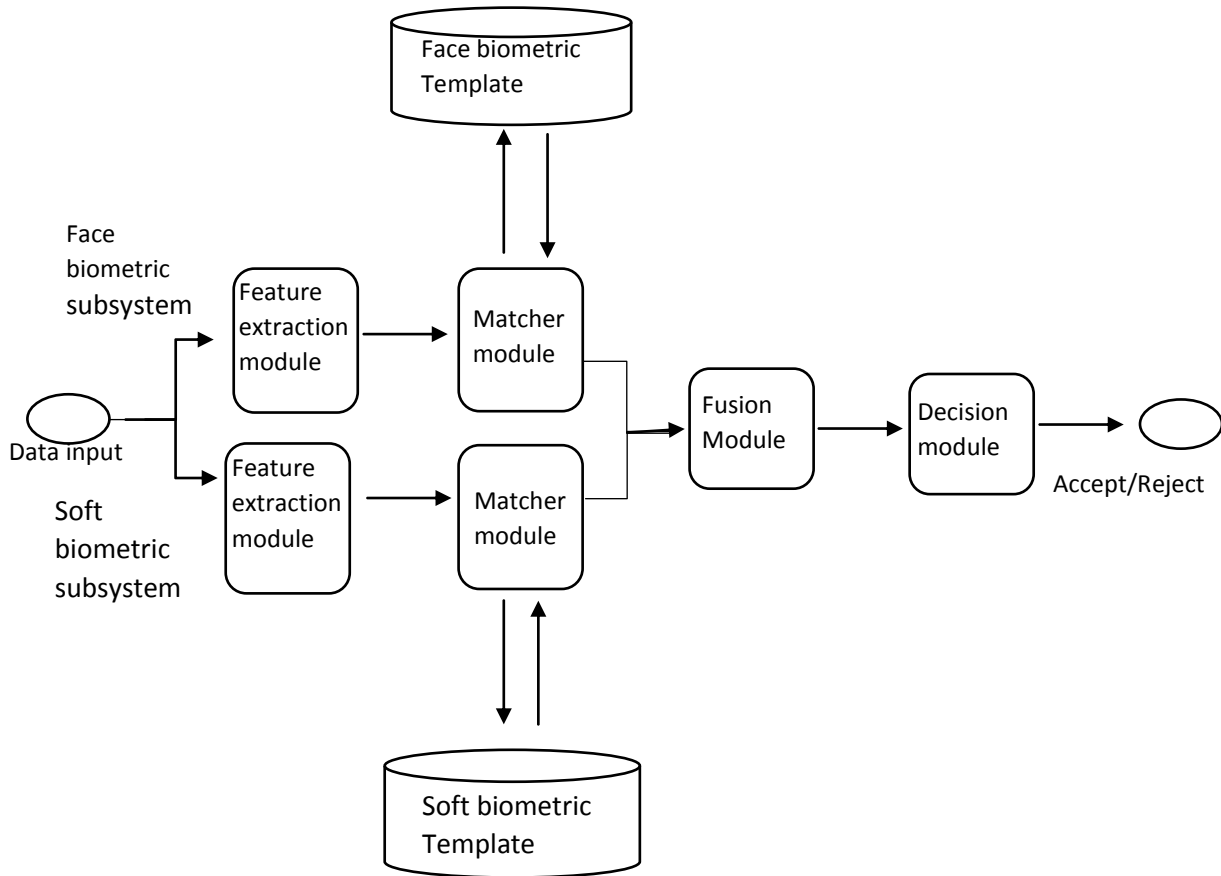 Face biometric
Template
Face
biometric
subsystem
Feature
extraction
module
Matcher
module
Fusion
Module
Decision
module
Data input
Feature
extraction
module
Matcher
module
Accept/Reject
Soft
biometric
subsystem
Soft biometric
Template